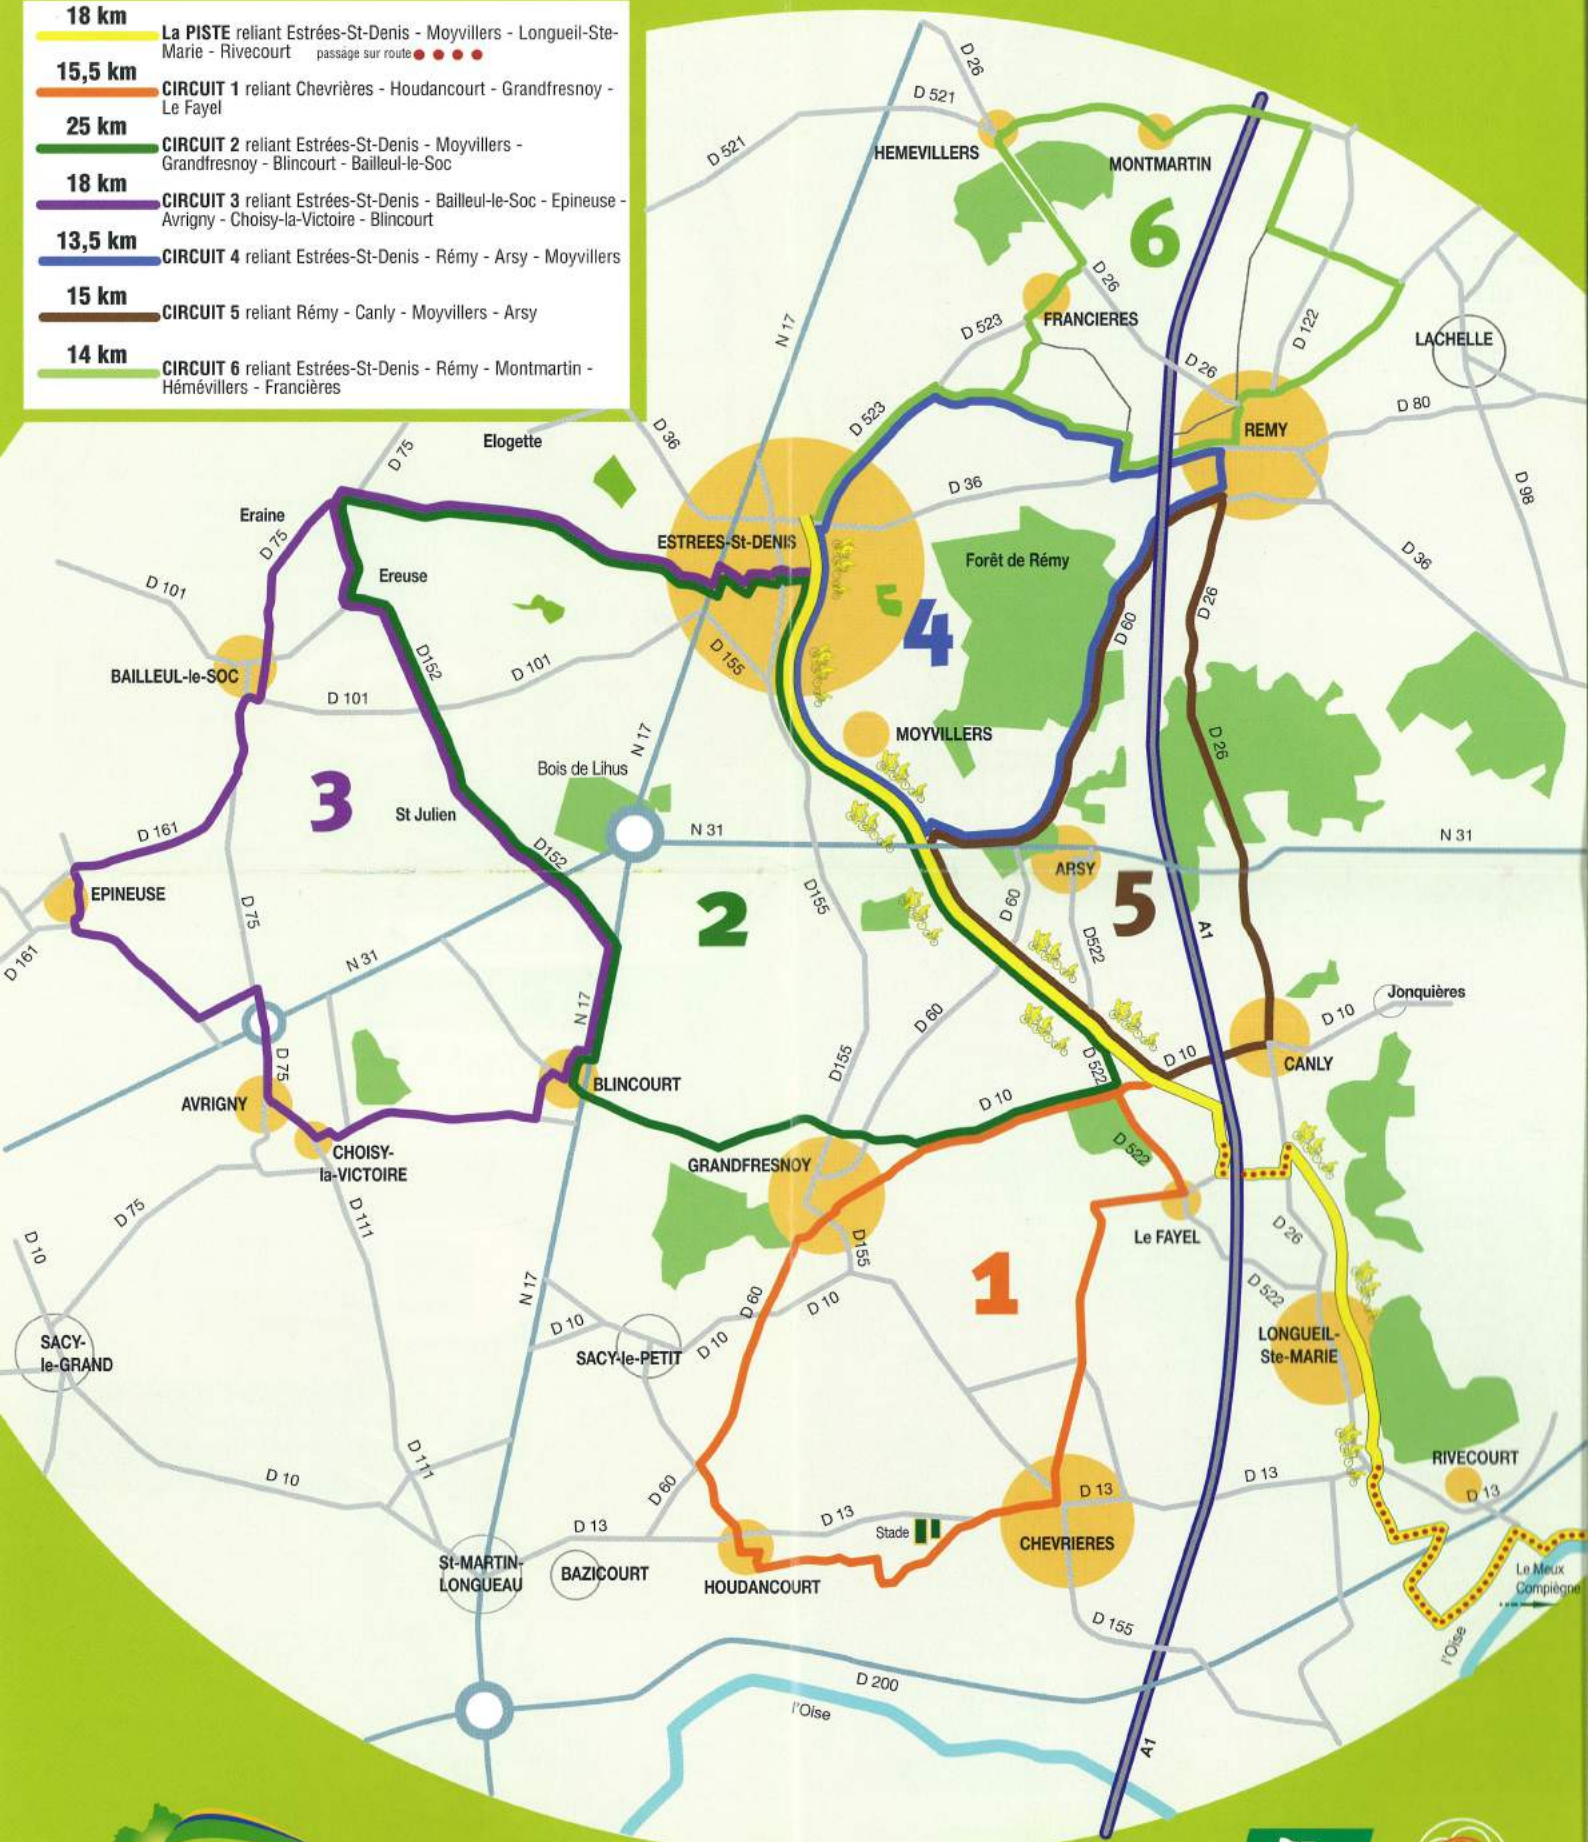 18 km
La PISTE reliant Estrées-St-Denis - Moyvillers - Longueil-Ste-
Marie - Rivecourt passage sur route
15,5 km
CIRCUIT 1 reliant Chevrières - Houdancourt - Grandfresnoy -
Le Fayel
25 km
CIRCUIT 2 reliant Estrées-St-Denis - Moyvillers -
Grandfresnoy - Blincourt - Bailleul-le-Soc
18 km
CIRCUIT 3 reliant Estrées-St-Denis - Bailleul-le-Soc - Epineuse -
Avrigny - Choisy-la-Victoire - Blincourt
13,5 km
CIRCUIT 4 reliant Estrées-St-Denis - Rémy - Arsy - Moyvillers
15 km
CIRCUIT 5 reliant Rémy - Canly - Moyvillers - Arsy
14 km
CIRCUIT 6 reliant Estrées-St-Denis - Rémy - Montmartin -
Hémévillers - Francières
D 26
D 521
D 521
HEMEVILLERS
MONTMARTIN
6
D 26
N 17
D 523
FRANCIERES
D 122
LACHELLE
D 26
D 80
D 523
REMY
D 36
Elogette
D 75
D 36
D 98
Eraine
D 75
ESTREES-St-DENIS
Forêt de Rémy
D 36
Ereuse
D 101
D 26
4
D 60
D152
D 155
D 101
BAILLEUL-le-SOC
D 101
N 17
MOYVILLERS
D 26
Bois de Lihus
3
St Julien
D 161
N 31
N 31
D152
ARSY
EPINEUSE
D 75
D155
2
D 60
5
A1
D522
D 161
N 31
N 17
Jonquières
D 10
D 60
D 75
D155
D 10
CANLY
D 522
BLINCOURT
AVRIGNY
D 10
CHOISY-
la-VICTOIRE
D 522
GRANDFRESNOY
D 75
D 111
Le FAYEL
D 26
D 10
D155
1
D 522
N 17
D 60
D 10
D 10
SACY-
le-GRAND
SACY-le-PETIT
D 10
LONGUEIL-
Ste-MARIE
D 111
RIVECOURT
D 10
D 60
D 13
D 13
D 13
D 13
D 13
Stade
CHEVRIERES
St-MARTIN-
LONGUEAU
BAZICOURT
HOUDANCOURT
Le Meux
Compiègne
D 155
l'Oise
D 200
l'Oise
A1